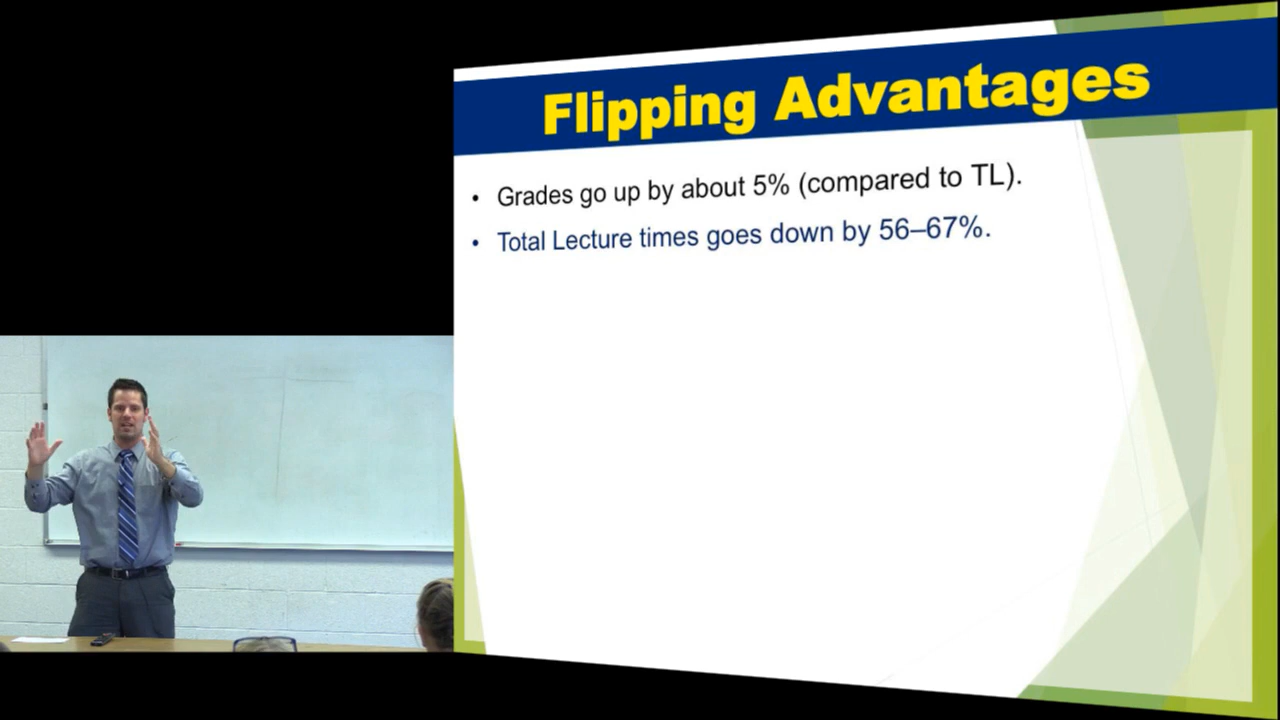 Flipping Advantages
• Grades go up by about 5% (compared to TL).
• Total Lecture times goes down by 56–67%.